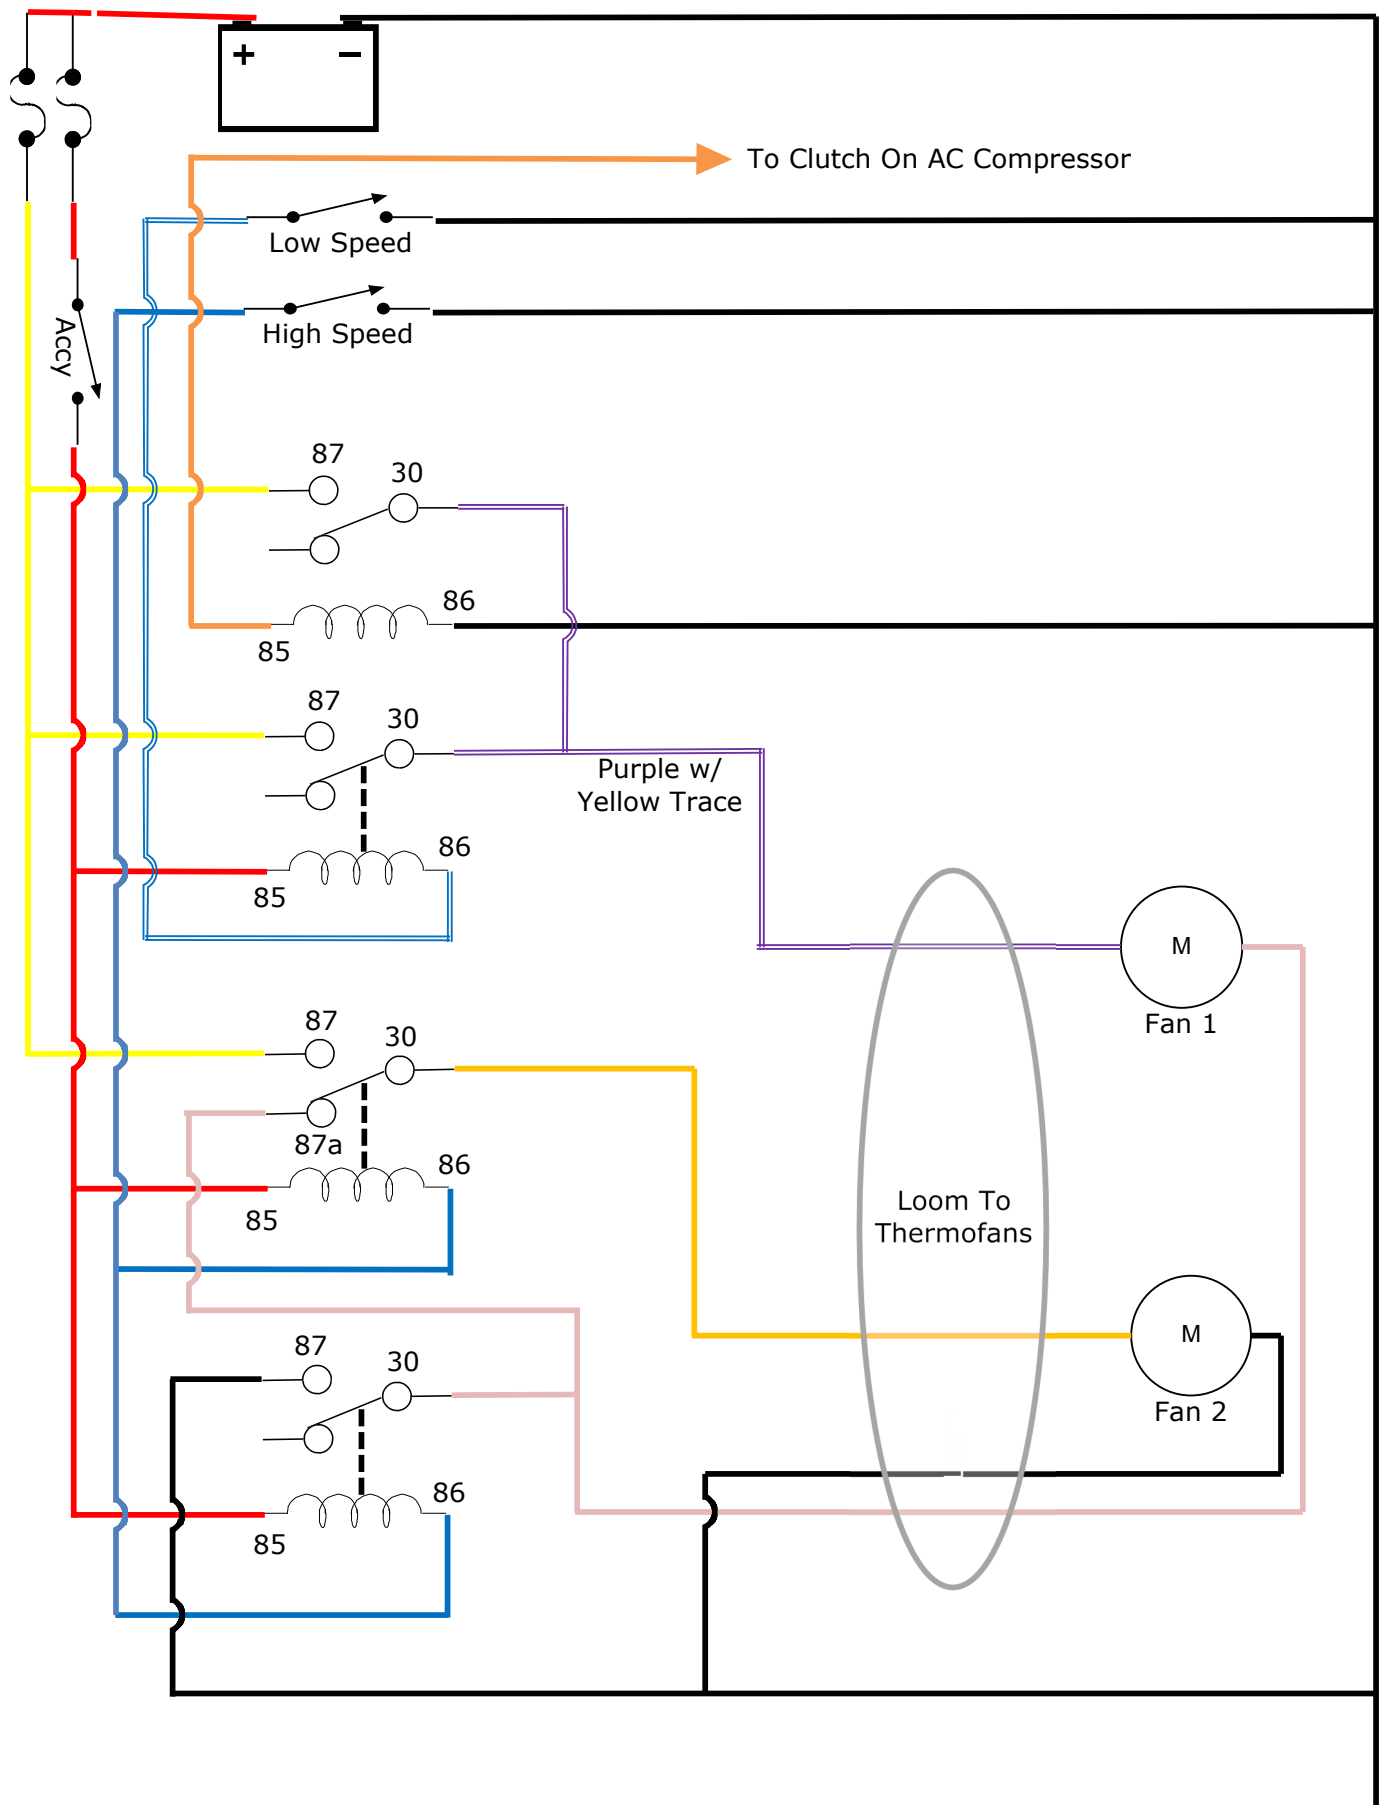 + −
To Clutch On AC Compressor
Low Speed
High Speed
Accy
87
30
86
85
87
30
Purple w/
Yellow Trace
86
85
M
Fan 1
87
30
87a
86
85
Loom To
Thermofans
M
Fan 2
87
30
86
85